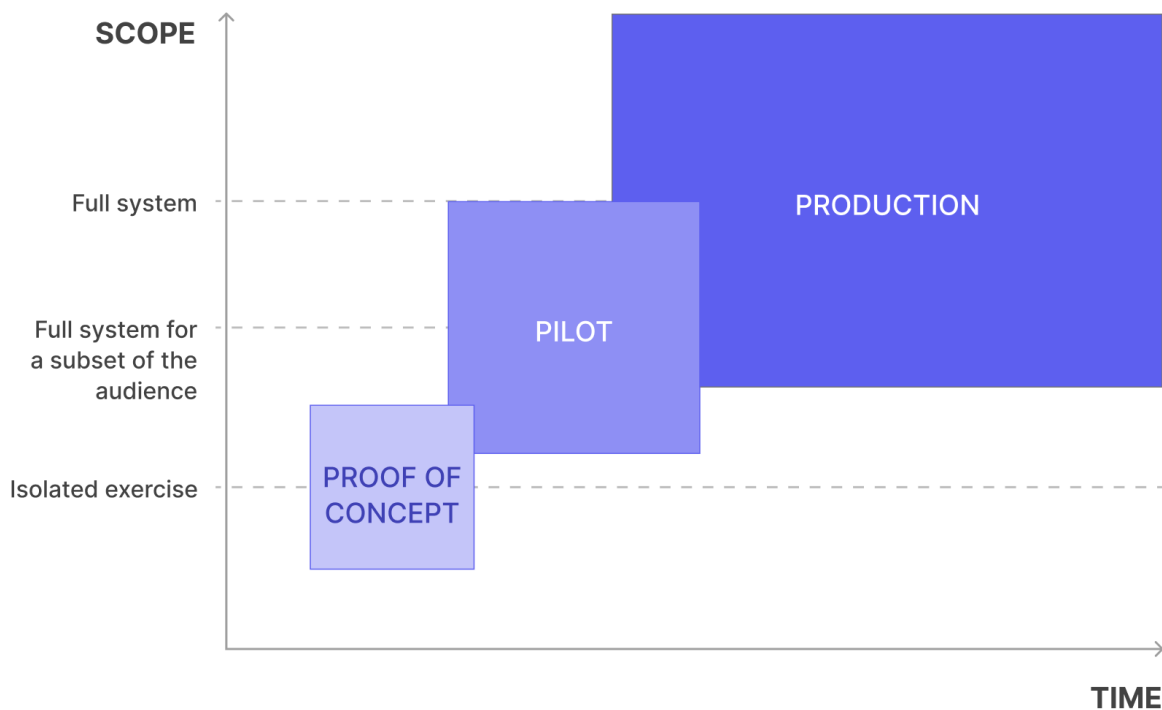 SCOPE
Full system
PRODUCTION
Full system for
a subset of the
audience
PILOT
Isolated exercise
PROOF OF
CONCEPT
TIME